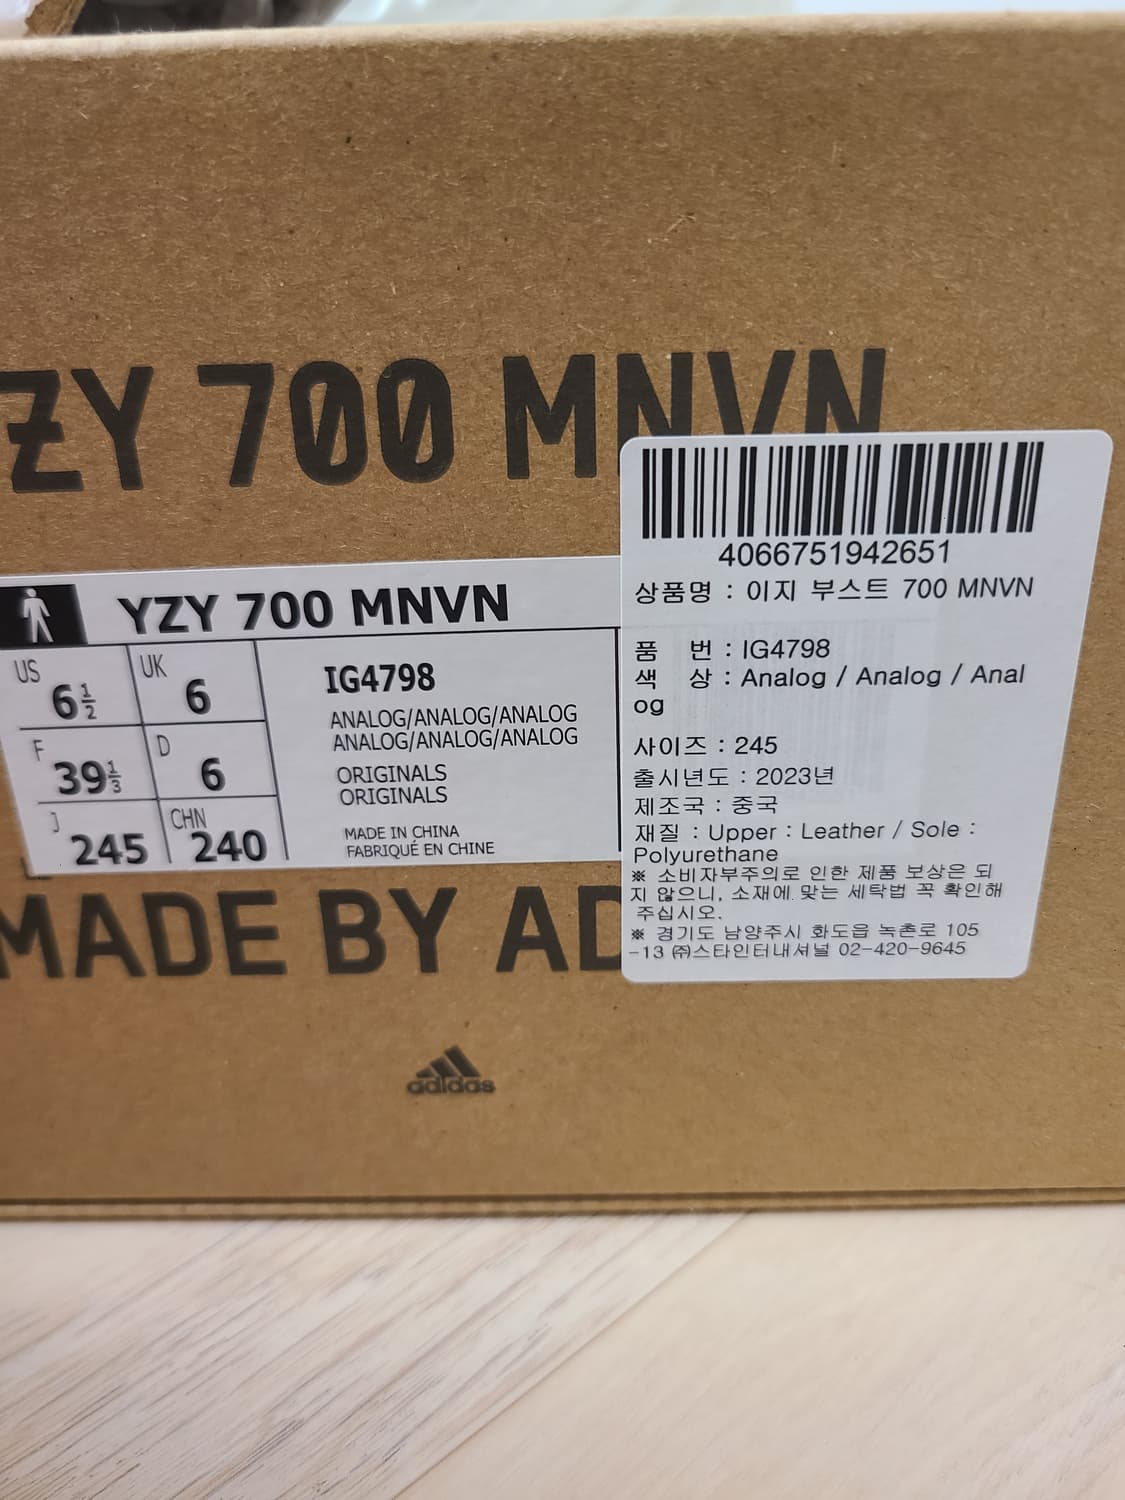 YZY 700 MNVN
4066751942651
상품명 : 이지 부스트 700 MNVN
품 번 : IG4798
색 상 : Analog / Analog / Anal
og
사이즈 : 245
출시년도 : 2023년
제조국 : 중국
재질 : Upper : Leather / Sole :
Polyurethane
※ 소비자부주의로 인한 제품 보상은 되
지 않으니, 소재에 맞는 세탁법 꼭 확인해
주십시오.
※ 경기도 남양주시 화도읍 녹촌로 105
-13 ㈜스타인터내셔널 02-420-9645
YZY 700 MNVN
US 6½ UK 6
F 39⅓ D 6
J 245 CHN 240
IG4798
ANALOG/ANALOG/ANALOG
ANALOG/ANALOG/ANALOG
ORIGINALS
ORIGINALS
MADE IN CHINA
FABRIQUÉ EN CHINE
MADE BY AD
adidas